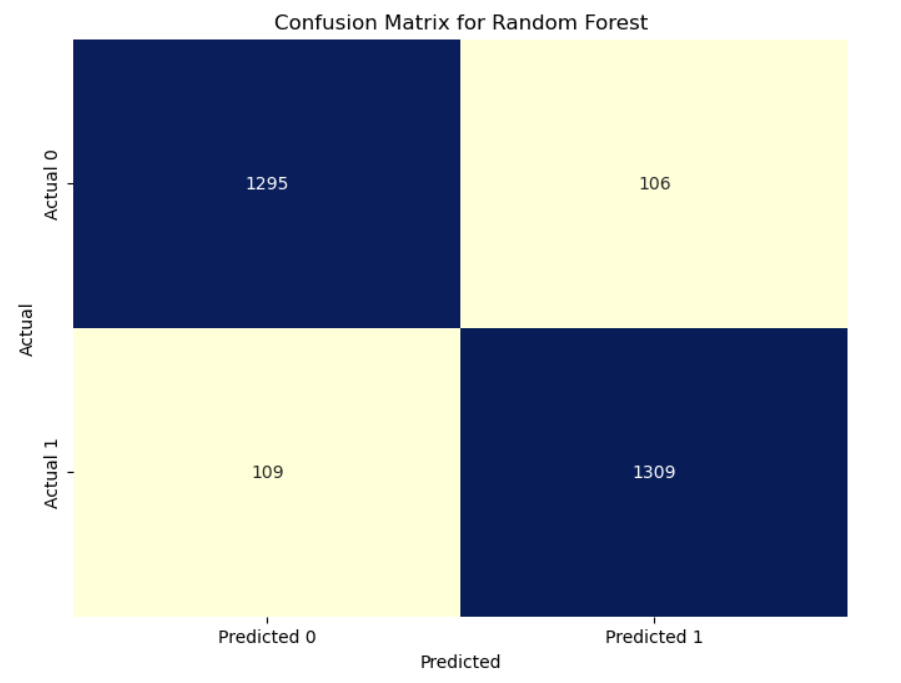 Confusion Matrix for Random Forest
Actual
Actual 0
1295
106
Actual 1
109
1309
Predicted 0
Predicted 1
Predicted